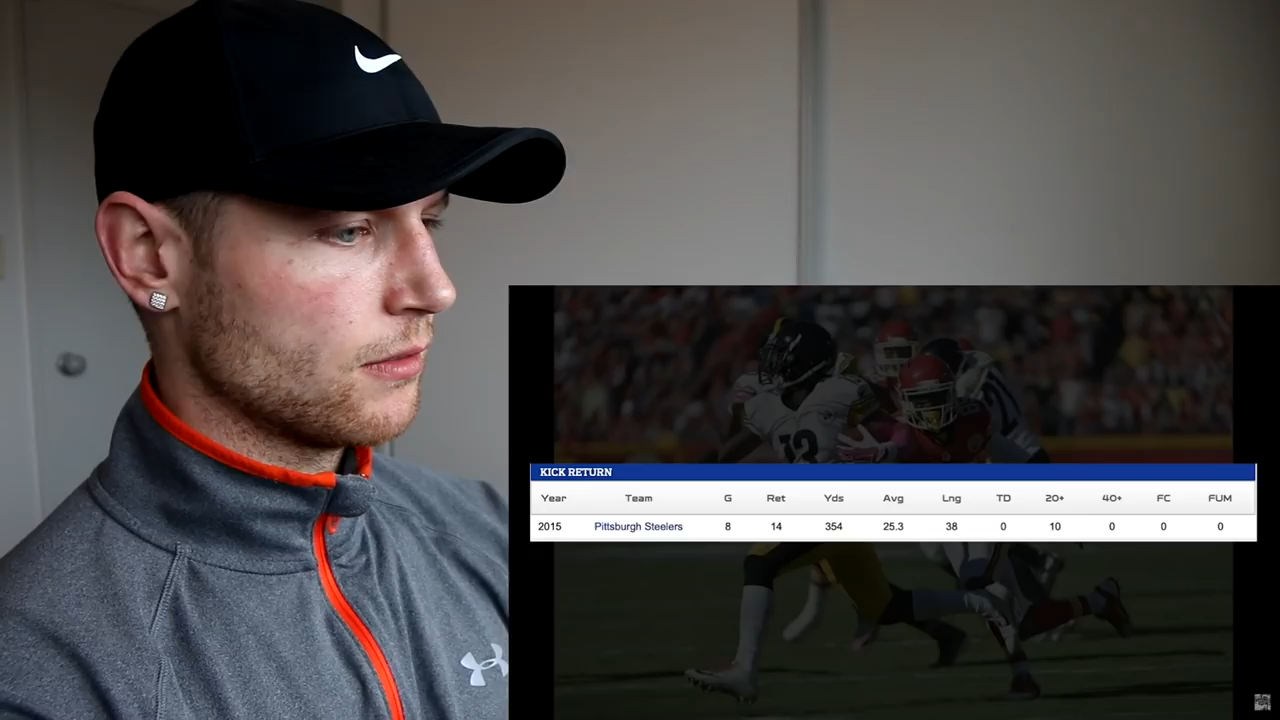 KICK RETURN
Year Team G Ret Yds Avg Lng TD 20+ 40+ FC FUM
2015 Pittsburgh Steelers 8 14 354 25.3 38 0 10 0 0 0
13